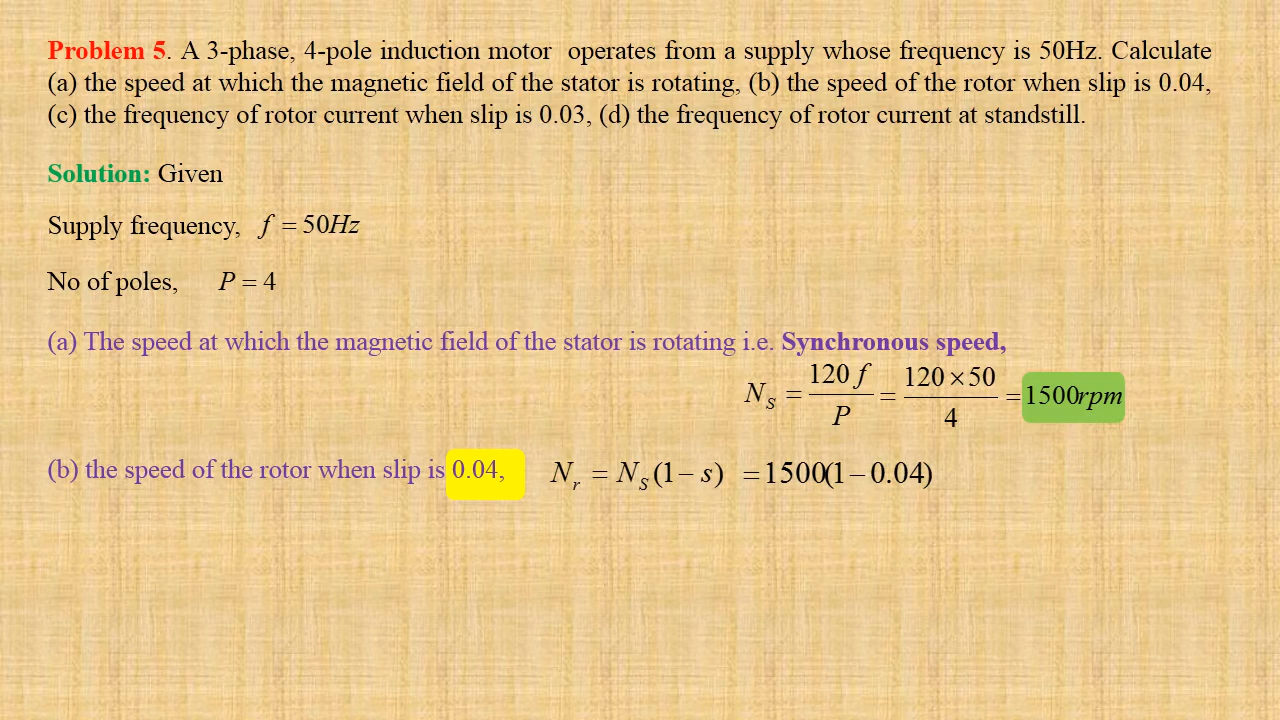 Problem 5. A 3-phase, 4-pole induction motor operates from a supply whose frequency is 50Hz. Calculate
(a) the speed at which the magnetic field of the stator is rotating, (b) the speed of the rotor when slip is 0.04,
(c) the frequency of rotor current when slip is 0.03, (d) the frequency of rotor current at standstill.
Solution: Given
Supply frequency, f = 50Hz
No of poles, P = 4
(a) The speed at which the magnetic field of the stator is rotating i.e. Synchronous speed,
N_S = 120 f / P = 120 × 50 / 4 = 1500rpm
(b) the speed of the rotor when slip is 0.04, N_r = N_S (1 − s) = 1500(1 − 0.04)